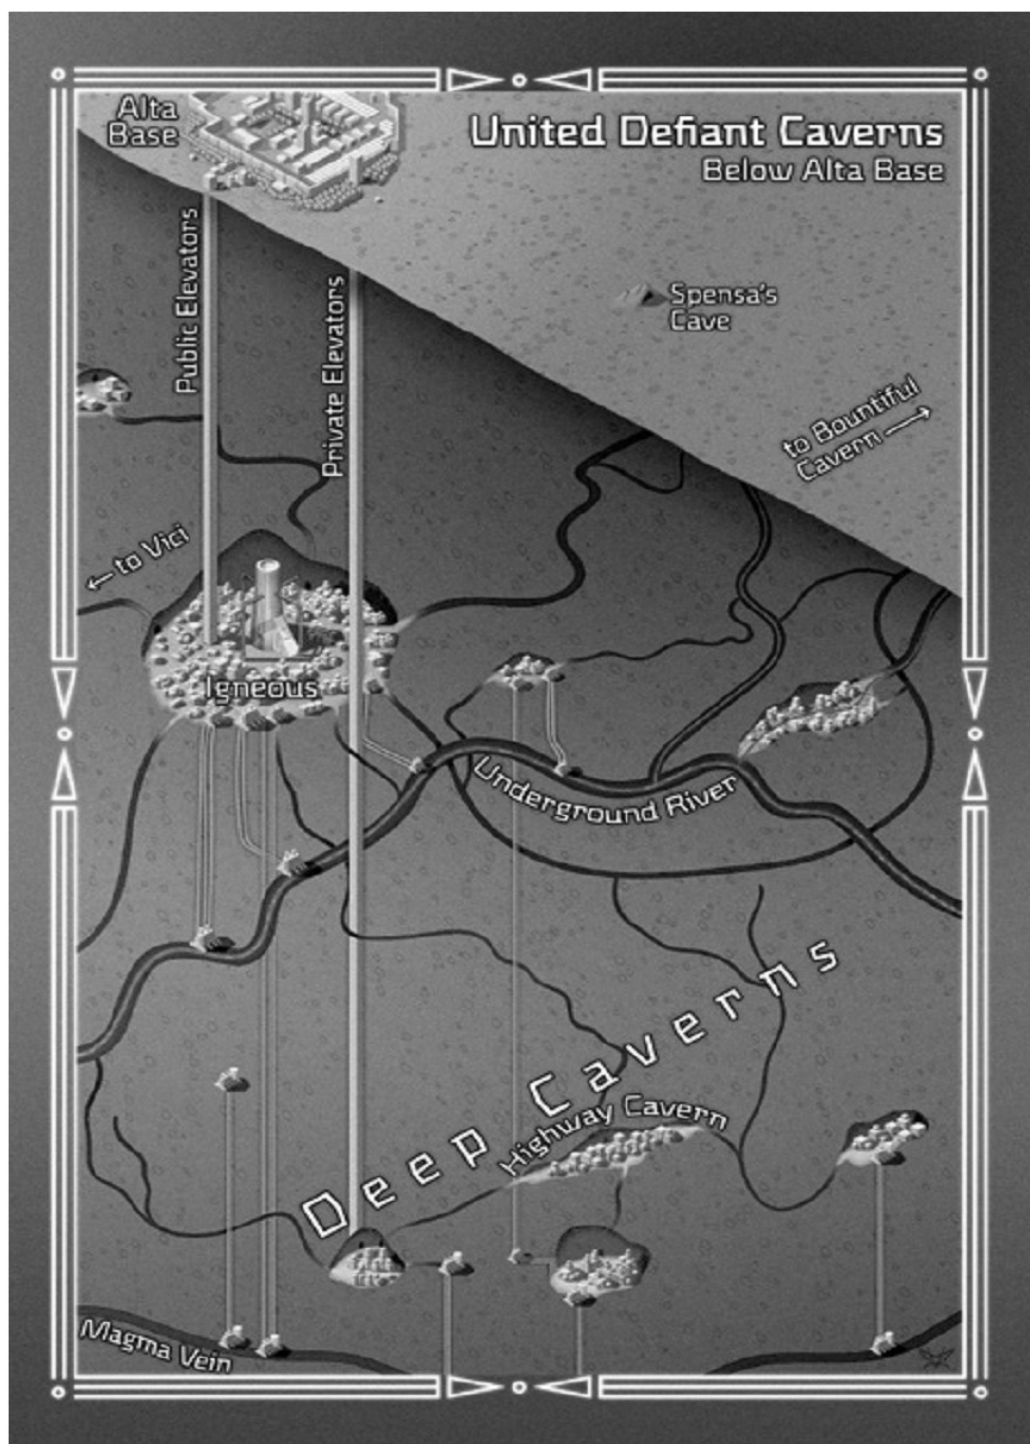 Alta
Base
United Defiant Caverns
Below Alta Base
Public Elevators
Private Elevators
Spensa's
Cave
to Bountiful
Cavern
to Vici
Igneous
Underground River
Deep Caverns
Highway Cavern
Magma Vein